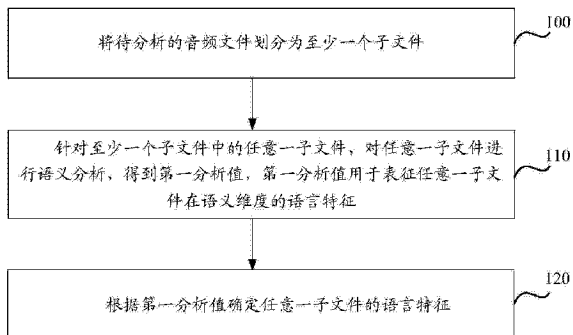 将待分析的音频文件划分为至少一个子文件
100
针对至少一个子文件中的任意一子文件，对任意一子文件进
行语义分析、得到第一分析值，第一分析值用于表征任意一子文
件在语义维度的语言特征
110
根据第一分析值确定任意一子文件的语言特征
120